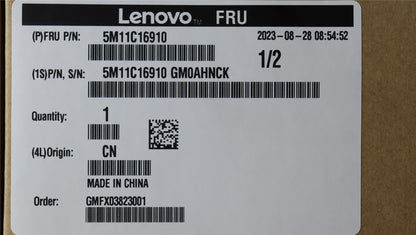 Lenovo™ FRU
(P)FRU P/N: 5M11C16910 2023-08-28 08:54:52
1/2
(1S)P/N, S/N: 5M11C16910 GM0AHNCK
Quantity: 1
(4L)Origin: CN
MADE IN CHINA
Order: GMFX03823001